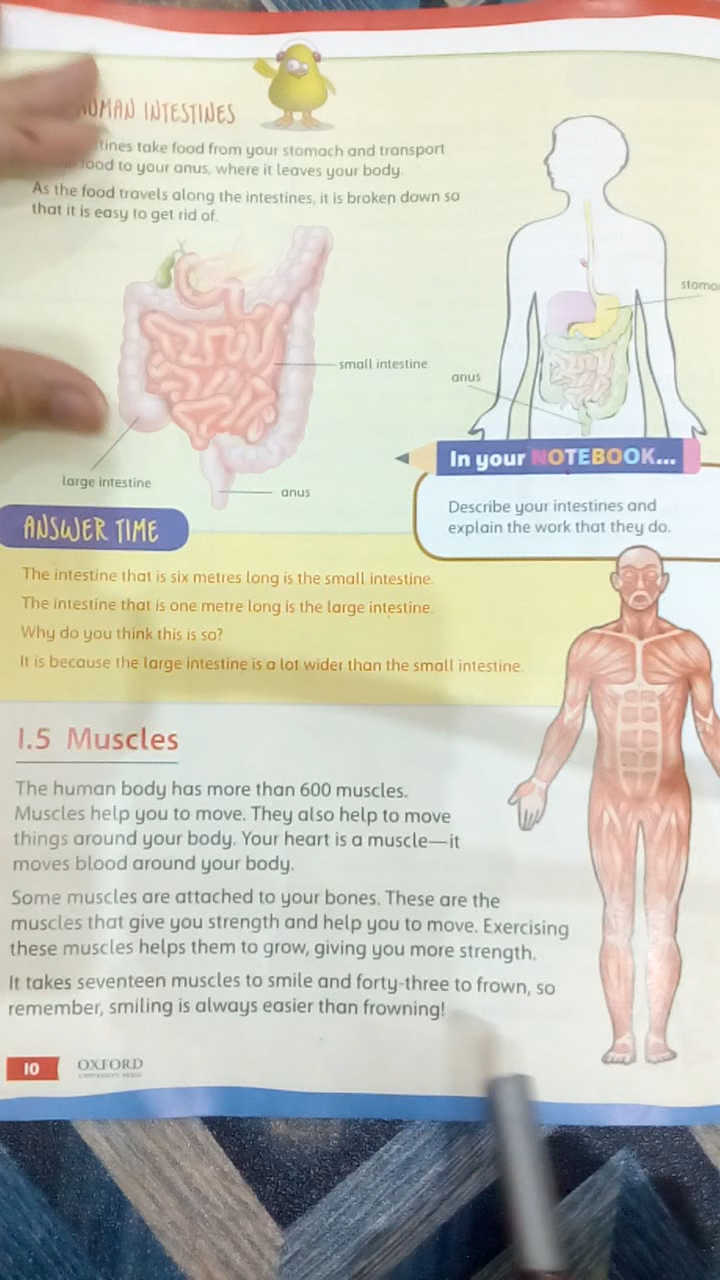 HUMAN INTESTINES
tines take food from your stomach and transport
food to your anus, where it leaves your body.
As the food travels along the intestines, it is broken down so
that it is easy to get rid of.
stoma
small intestine
anus
large intestine
anus
In your NOTEBOOK...
Describe your intestines and
explain the work that they do.
ANSWER TIME
The intestine that is six metres long is the small intestine.
The intestine that is one metre long is the large intestine.
Why do you think this is so?
It is because the large intestine is a lot wider than the small intestine.
1.5 Muscles
The human body has more than 600 muscles.
Muscles help you to move. They also help to move
things around your body. Your heart is a muscle—it
moves blood around your body.
Some muscles are attached to your bones. These are the
muscles that give you strength and help you to move. Exercising
these muscles helps them to grow, giving you more strength.
It takes seventeen muscles to smile and forty-three to frown, so
remember, smiling is always easier than frowning!
10
OXFORD
UNIVERSITY PRESS